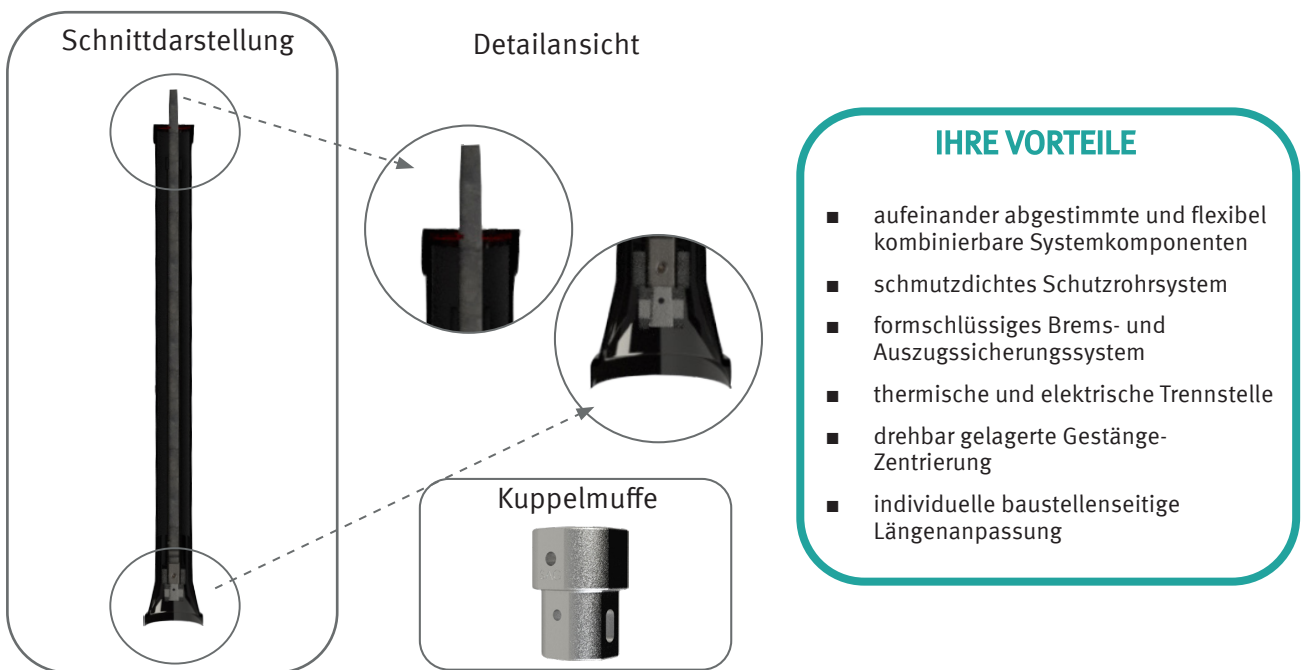 Schnittdarstellung
Detailansicht
Kuppelmuffe
IHRE VORTEILE
■ aufeinander abgestimmte und flexibel
kombinierbare Systemkomponenten
■ schmutzdichtes Schutzrohrsystem
■ formschlüssiges Brems- und
Auszugssicherungssystem
■ thermische und elektrische Trennstelle
■ drehbar gelagerte Gestänge-
Zentrierung
■ individuelle baustellenseitige
Längenanpassung